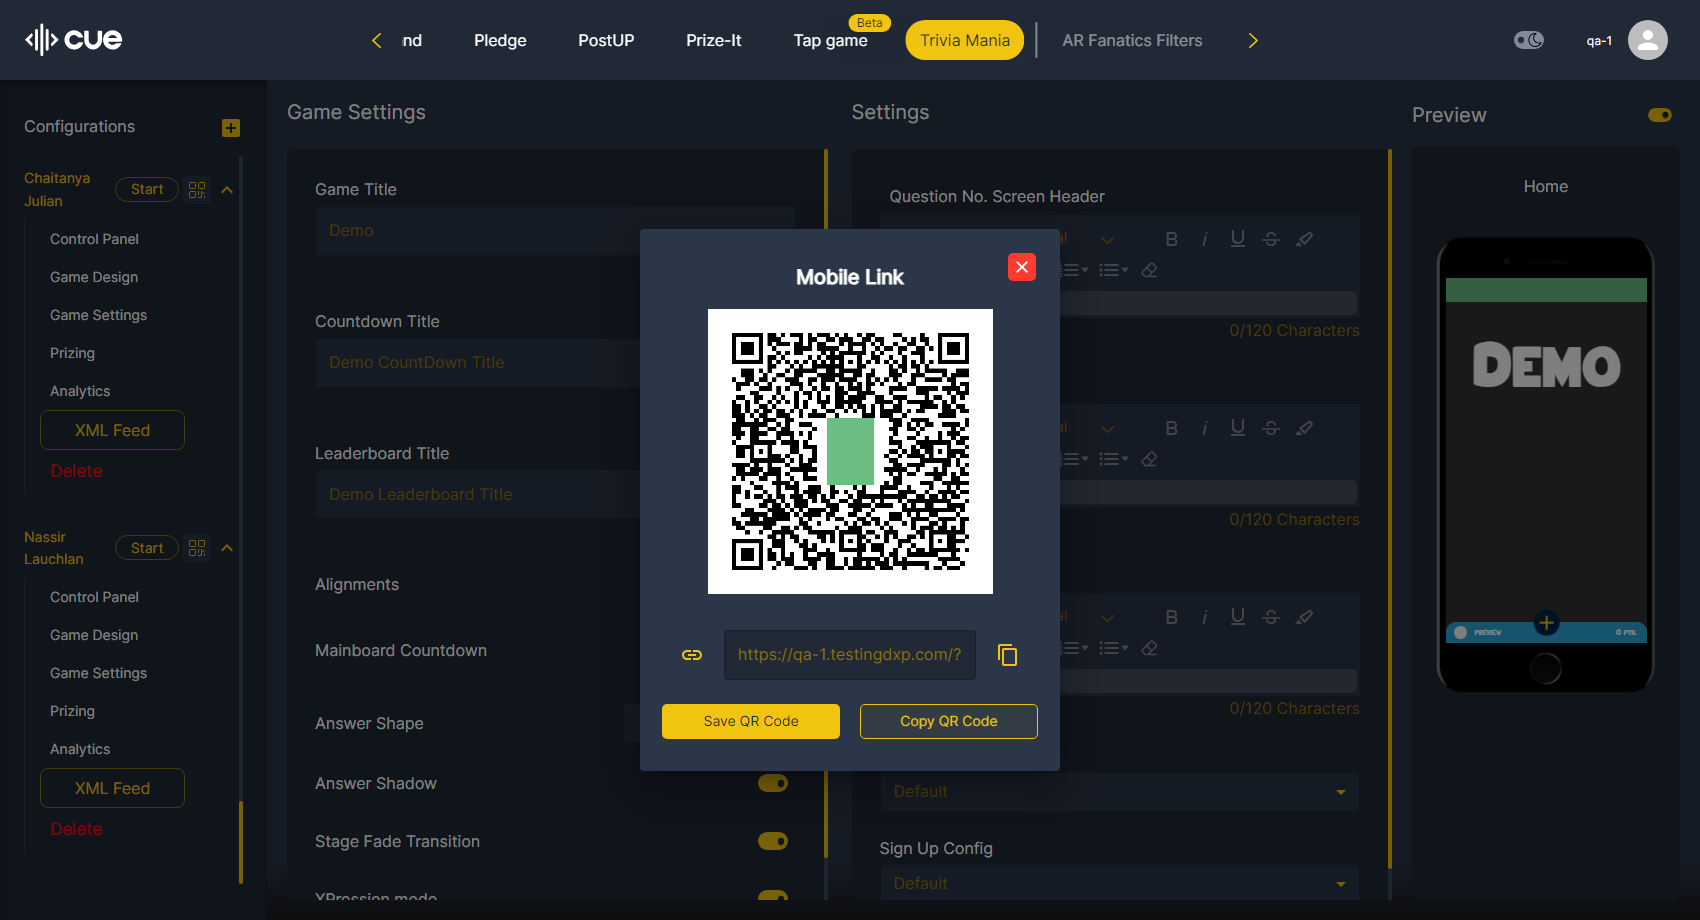 cue
nd
Pledge
PostUP
Prize-It
Tap game
Beta
Trivia Mania
AR Fanatics Filters
qa-1
Configurations
Chaitanya
Julian
Start
Control Panel
Game Design
Game Settings
Prizing
Analytics
XML Feed
Delete
Nassir
Lauchlan
Start
Control Panel
Game Design
Game Settings
Prizing
Analytics
XML Feed
Delete
Game Settings
Game Title
Demo
Countdown Title
Demo CountDown Title
Leaderboard Title
Demo Leaderboard Title
Alignments
Mainboard Countdown
Answer Shape
Answer Shadow
Stage Fade Transition
XPression mode
Mobile Link
https://qa-1.testingdxp.com/?
Save QR Code
Copy QR Code
Settings
Question No. Screen Header
al
B i U S
0/120 Characters
al
B i U S
0/120 Characters
al
B i U S
0/120 Characters
Default
Sign Up Config
Default
Preview
Home
DEMO
PREVIEW
0 PTS.